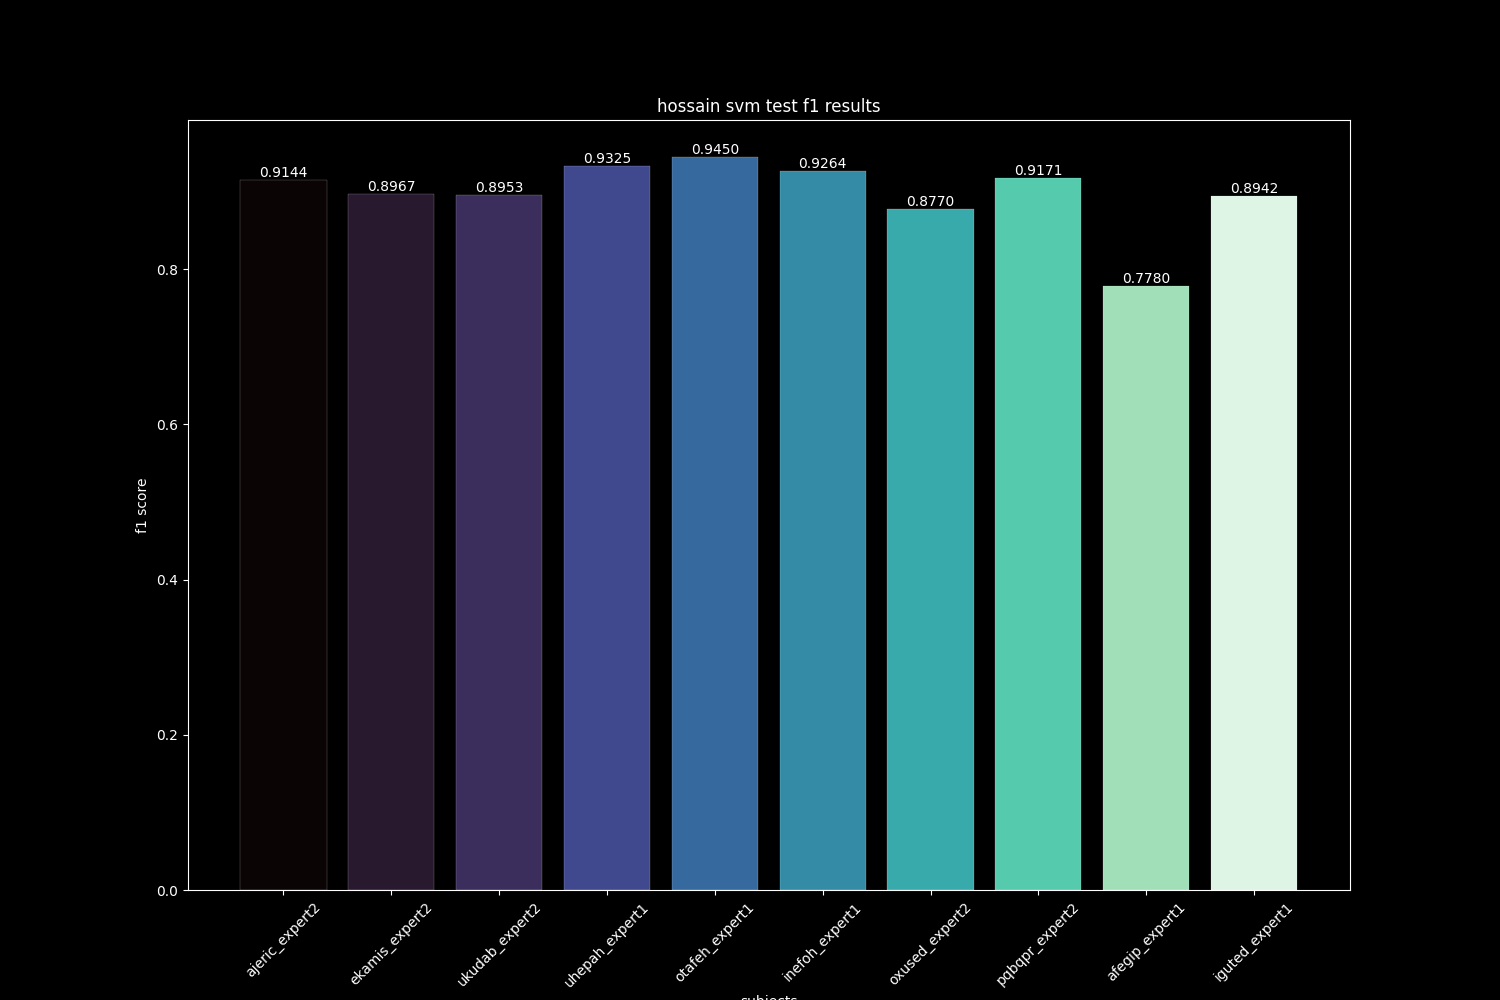 hossain svm test f1 results
0.9144
0.8967
0.8953
0.9325
0.9450
0.9264
0.8770
0.9171
0.7780
0.8942
0.8
0.6
0.4
0.2
0.0
f1 score
ajeric_expert2
ekamis_expert2
ukudab_expert2
uhepah_expert1
otafeh_expert1
inefoh_expert1
oxused_expert2
pqbqpr_expert2
afegip_expert1
iguted_expert1
subjects